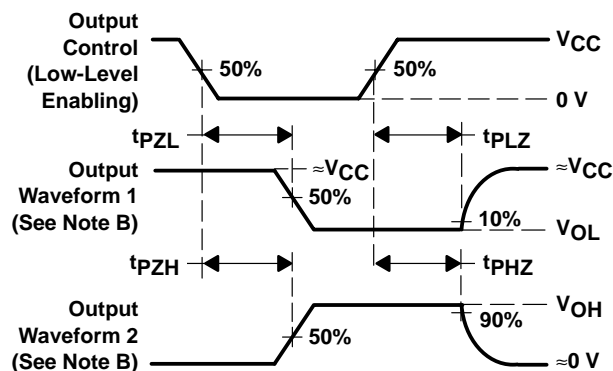 Output
Control
(Low-Level
Enabling)
VCC
50%
50%
0 V
tPZL
tPLZ
Output
Waveform 1
(See Note B)
≈VCC
50%
≈VCC
10%
VOL
tPZH
tPHZ
Output
Waveform 2
(See Note B)
50%
VOH
90%
≈0 V